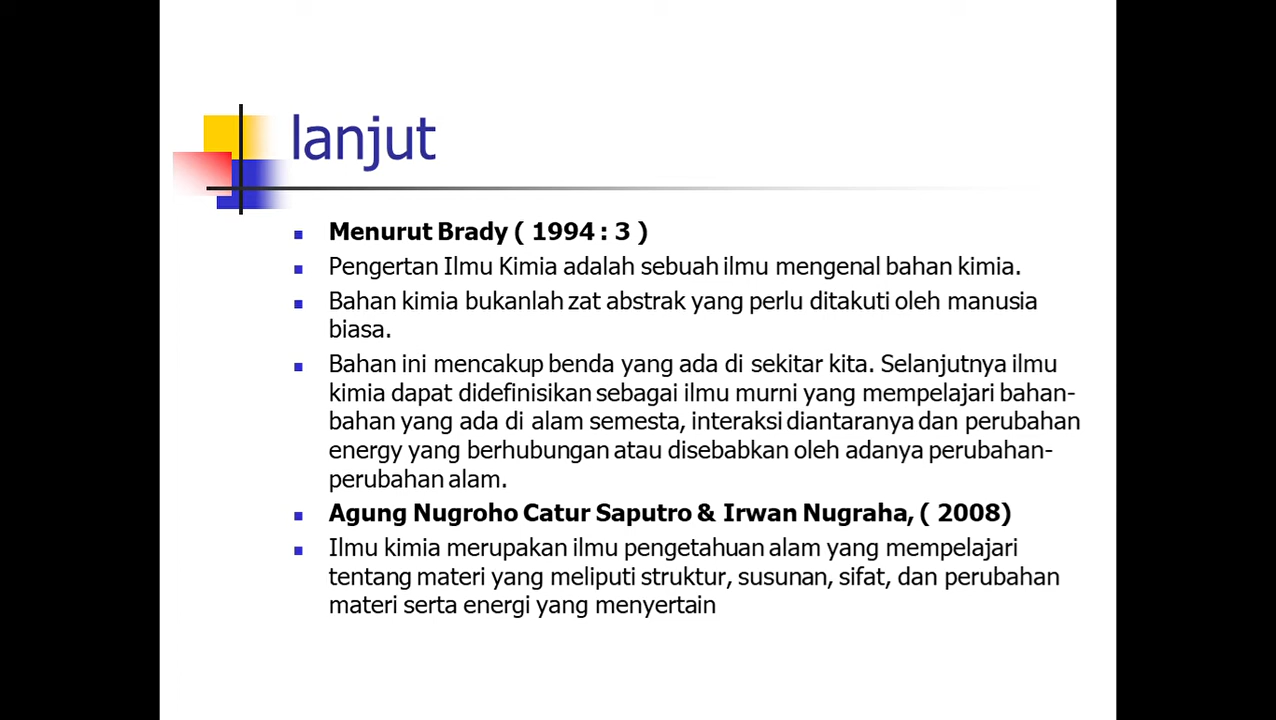 lanjut
Menurut Brady ( 1994 : 3 )
Pengertan Ilmu Kimia adalah sebuah ilmu mengenal bahan kimia.
Bahan kimia bukanlah zat abstrak yang perlu ditakuti oleh manusia
biasa.
Bahan ini mencakup benda yang ada di sekitar kita. Selanjutnya ilmu
kimia dapat didefinisikan sebagai ilmu murni yang mempelajari bahan-
bahan yang ada di alam semesta, interaksi diantaranya dan perubahan
energy yang berhubungan atau disebabkan oleh adanya perubahan-
perubahan alam.
Agung Nugroho Catur Saputro & Irwan Nugraha, ( 2008)
Ilmu kimia merupakan ilmu pengetahuan alam yang mempelajari
tentang materi yang meliputi struktur, susunan, sifat, dan perubahan
materi serta energi yang menyertain